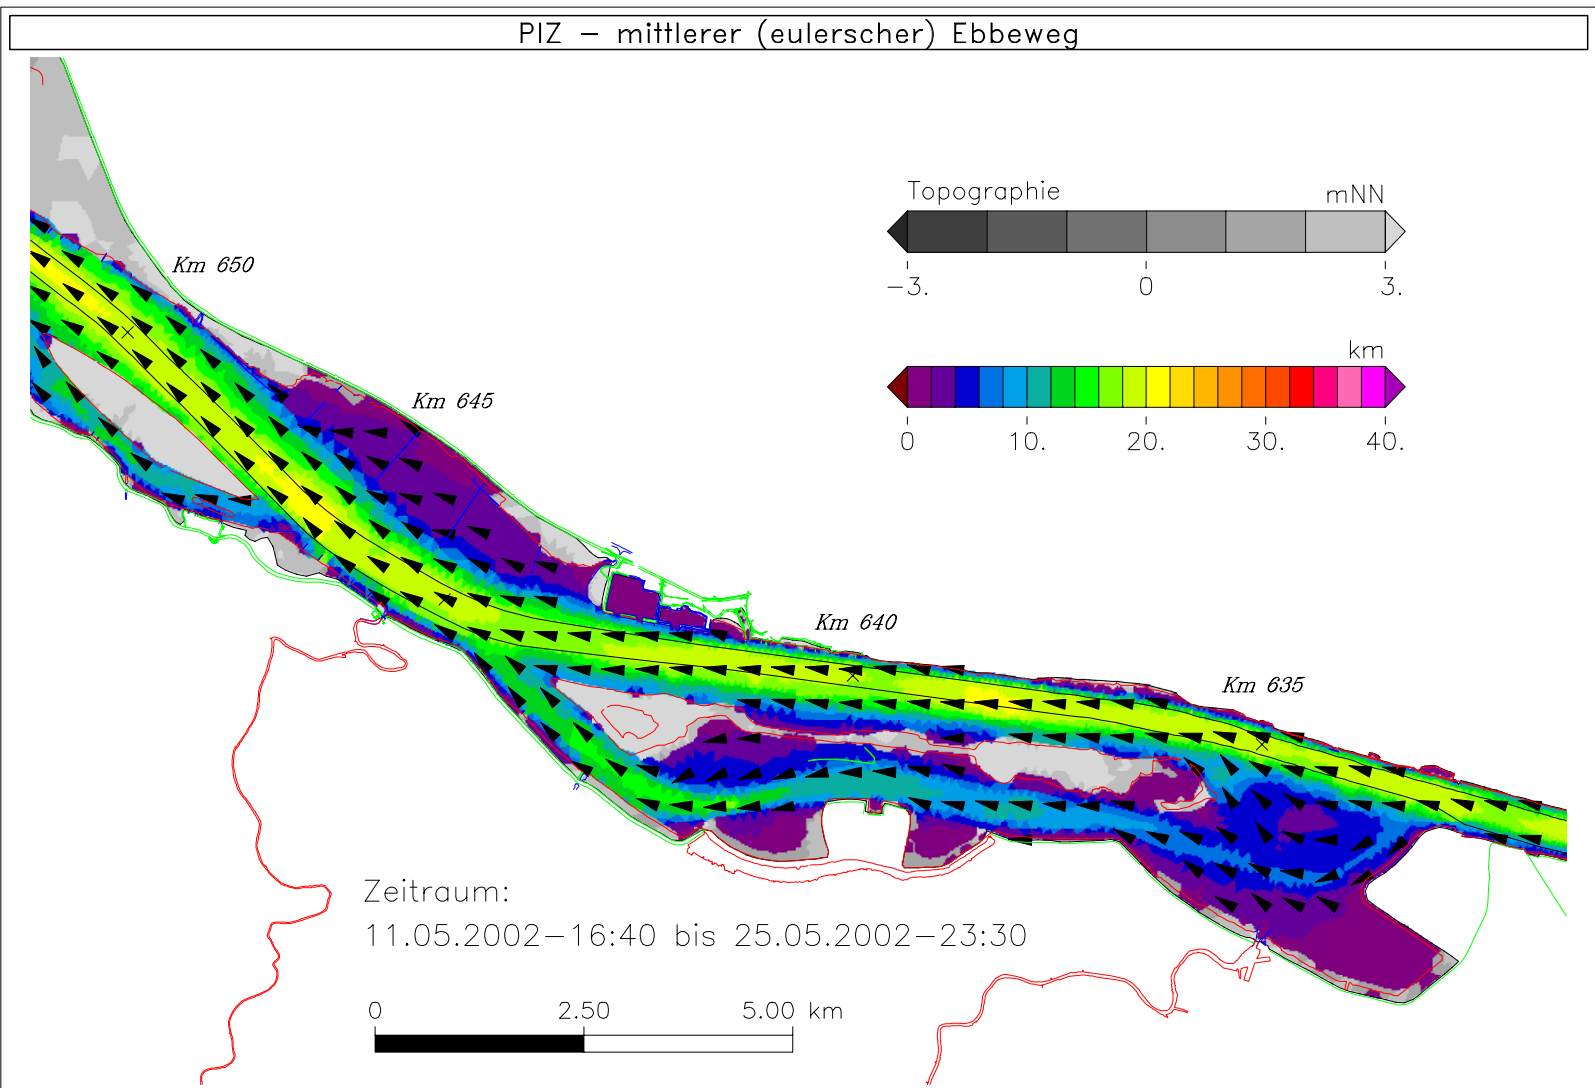 PIZ – mittlerer (eulerscher) Ebbeweg
Topographie mNN
−3. 0 3.
km
0 10. 20. 30. 40.
Km 650
Km 645
Km 640
Km 635
Zeitraum:
11.05.2002−16:40 bis 25.05.2002−23:30
0 2.50 5.00 km